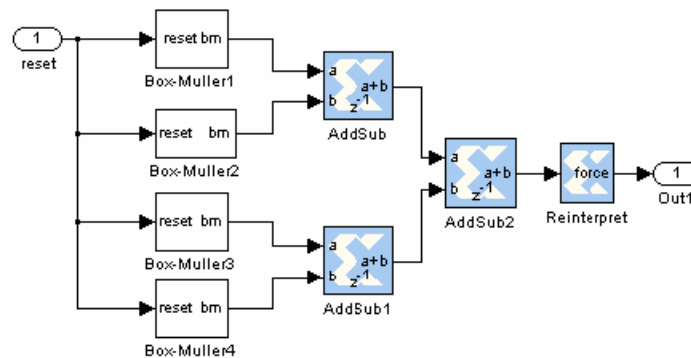 1
reset
reset bm
Box-Muller1
reset bm
Box-Muller2
a
b
a+b
z-1
AddSub
a
b
a+b
z-1
AddSub2
force
Reinterpret
1
Out1
reset bm
Box-Muller3
reset bm
Box-Muller4
a
b
a+b
z-1
AddSub1